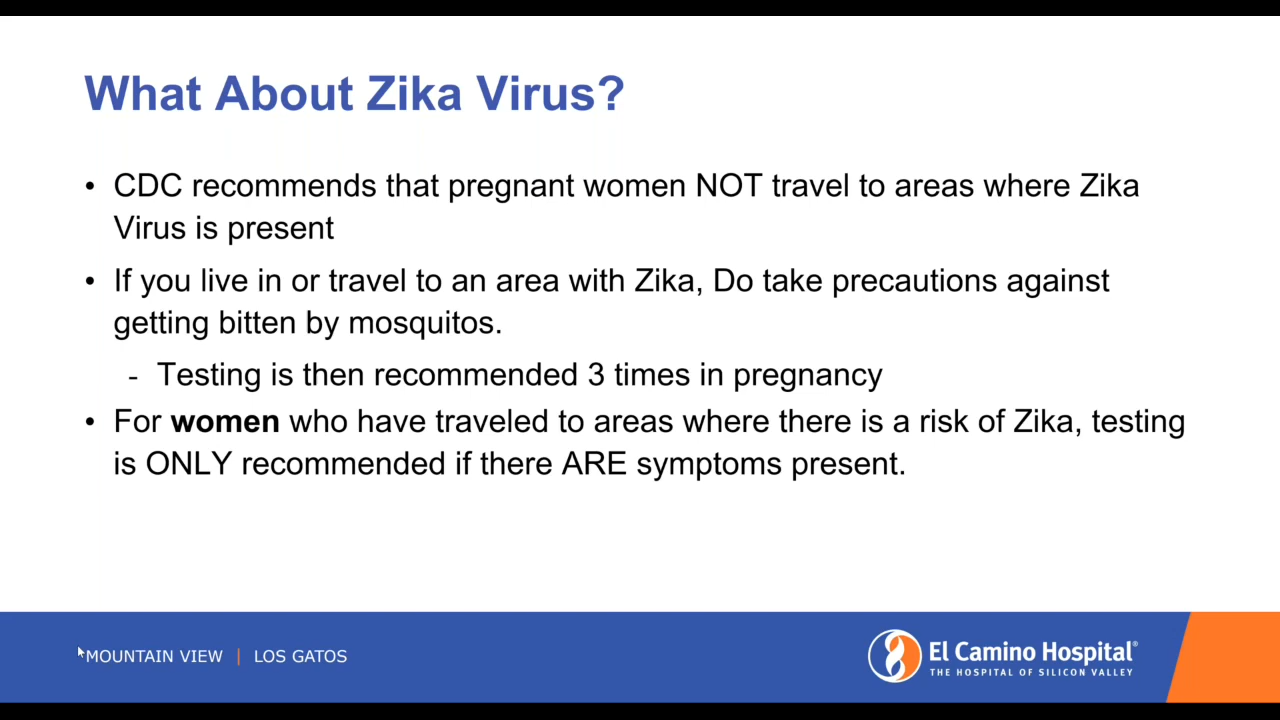 What About Zika Virus?
• CDC recommends that pregnant women NOT travel to areas where Zika
Virus is present
• If you live in or travel to an area with Zika, Do take precautions against
getting bitten by mosquitos.
- Testing is then recommended 3 times in pregnancy
• For women who have traveled to areas where there is a risk of Zika, testing
is ONLY recommended if there ARE symptoms present.
MOUNTAIN VIEW | LOS GATOS
El Camino Hospital®
THE HOSPITAL OF SILICON VALLEY